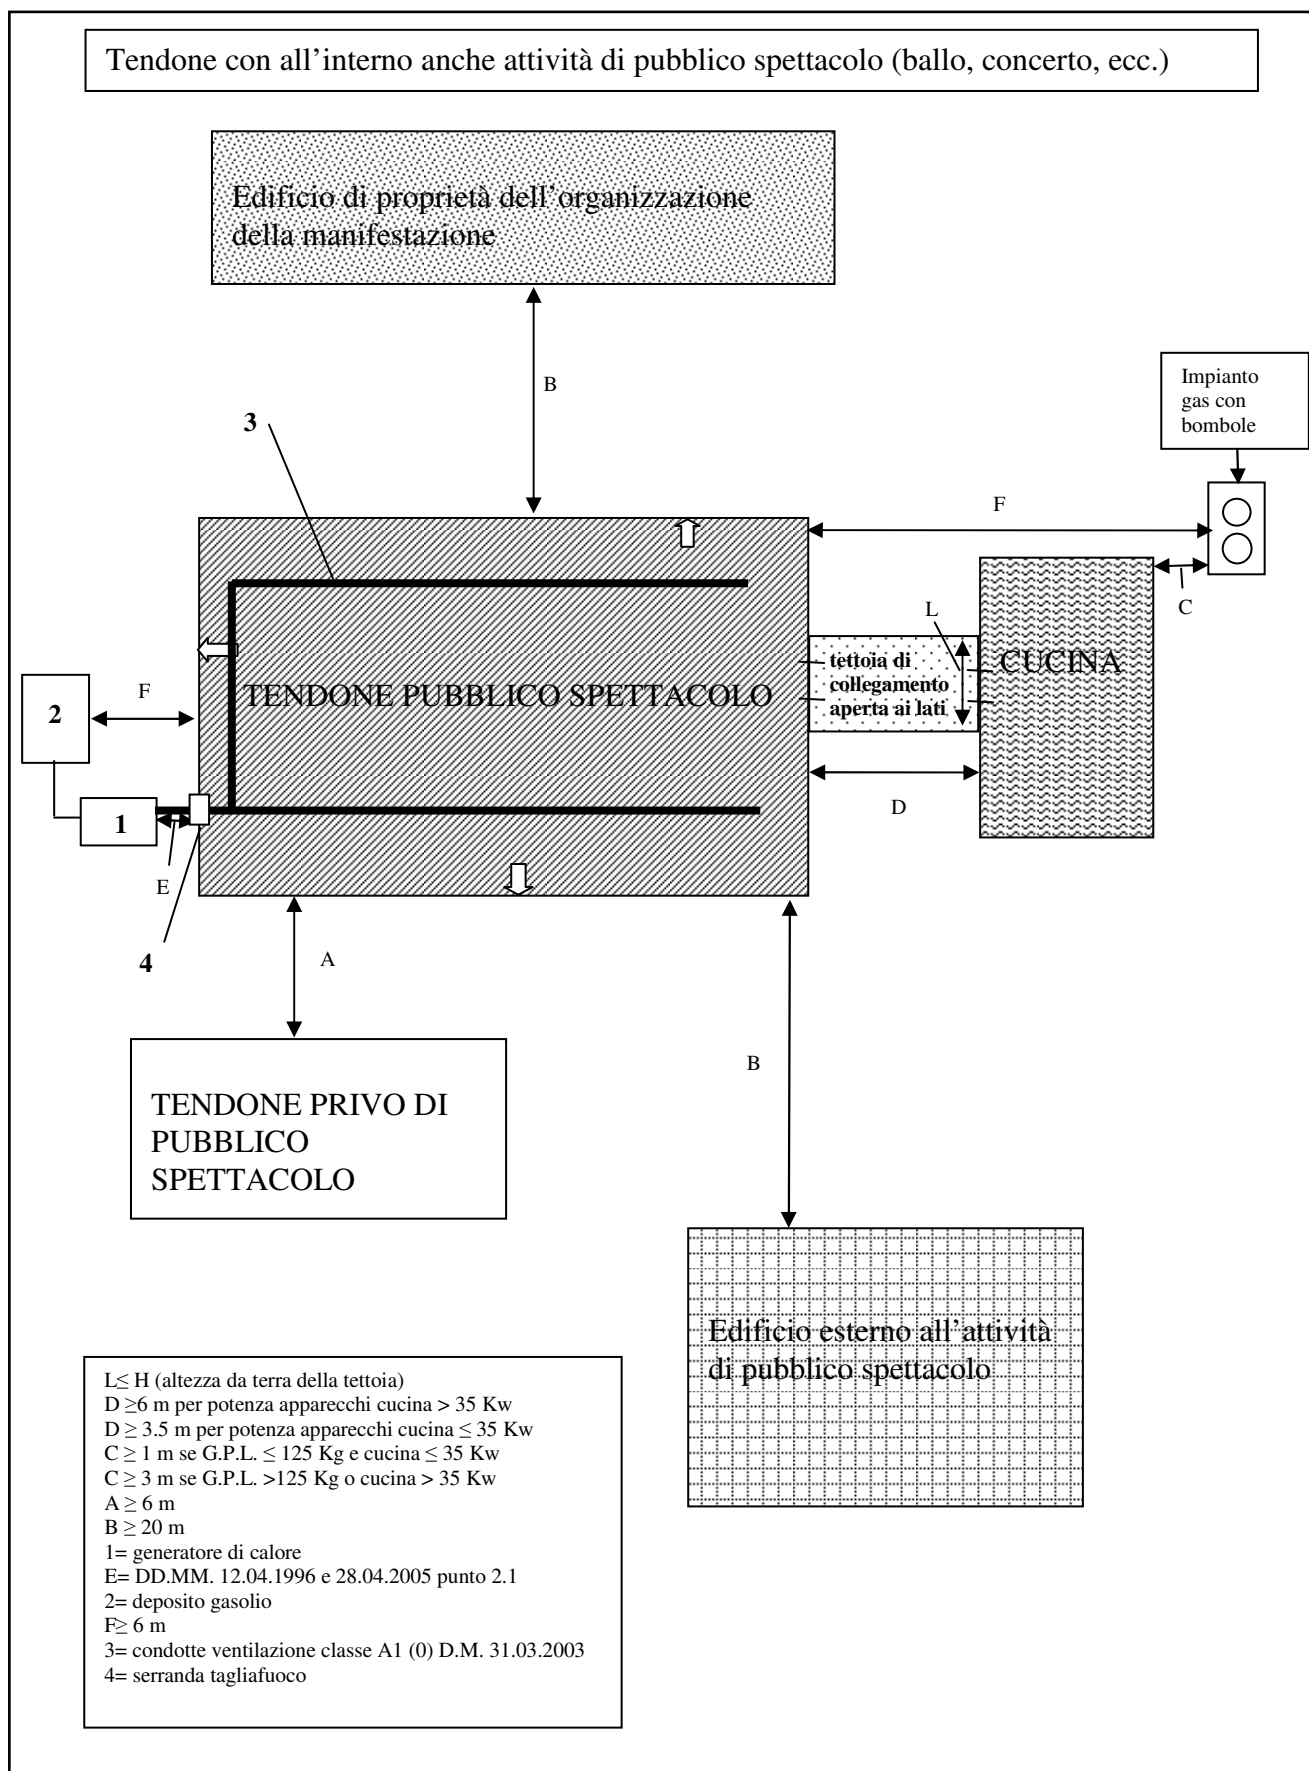 Tendone con all'interno anche attività di pubblico spettacolo (ballo, concerto, ecc.)
Edificio di proprietà dell'organizzazione
della manifestazione
B
Impianto
gas con
bombole
3
F
C
L
tettoia di
collegamento
aperta ai lati
CUCINA
TENDONE PUBBLICO SPETTACOLO
F
2
D
1
E
4
A
B
TENDONE PRIVO DI
PUBBLICO
SPETTACOLO
Edificio esterno all'attività
di pubblico spettacolo
L≤ H (altezza da terra della tettoia)
D ≥6 m per potenza apparecchi cucina > 35 Kw
D ≥ 3.5 m per potenza apparecchi cucina ≤ 35 Kw
C ≥ 1 m se G.P.L. ≤ 125 Kg e cucina ≤ 35 Kw
C ≥ 3 m se G.P.L. >125 Kg o cucina > 35 Kw
A ≥ 6 m
B ≥ 20 m
1= generatore di calore
E= DD.MM. 12.04.1996 e 28.04.2005 punto 2.1
2= deposito gasolio
F≥ 6 m
3= condotte ventilazione classe A1 (0) D.M. 31.03.2003
4= serranda tagliafuoco